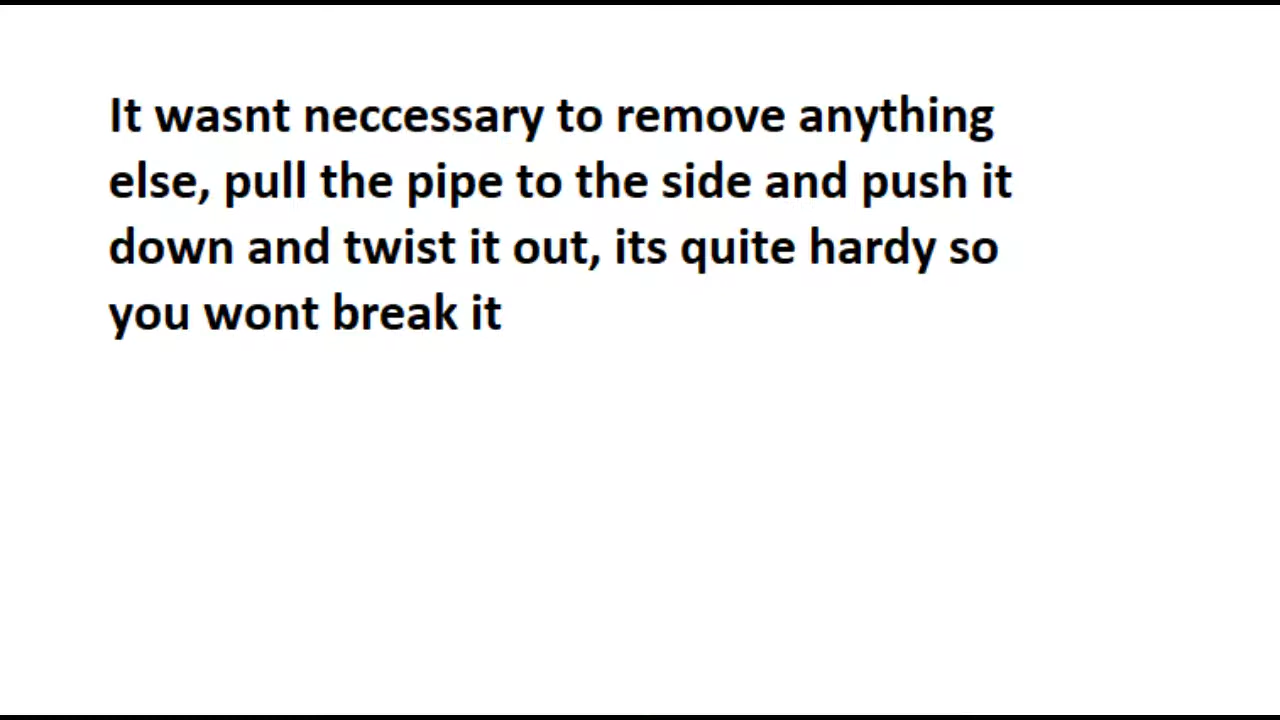 It wasnt neccessary to remove anything
else, pull the pipe to the side and push it
down and twist it out, its quite hardy so
you wont break it